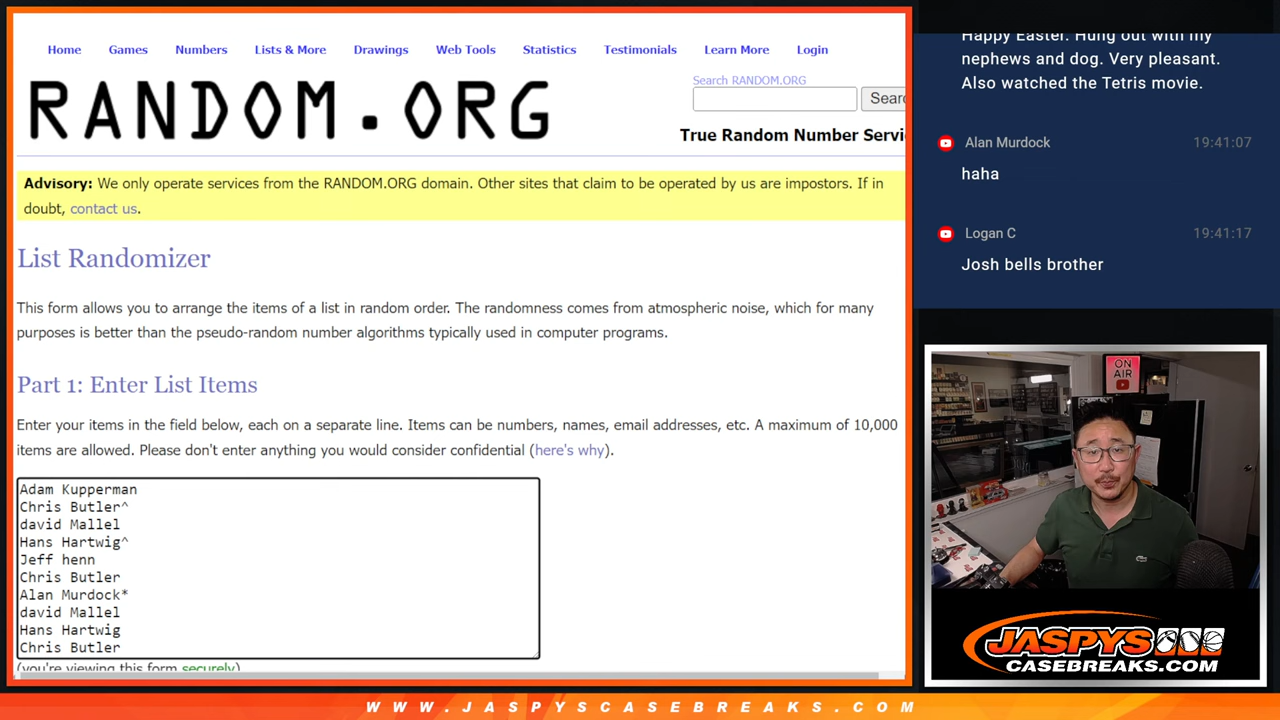 Home Games Numbers Lists & More Drawings Web Tools Statistics Testimonials Learn More Login
RANDOM.ORG
Search RANDOM.ORG
Searc
True Random Number Servi
Advisory: We only operate services from the RANDOM.ORG domain. Other sites that claim to be operated by us are impostors. If in
doubt, contact us.
List Randomizer
This form allows you to arrange the items of a list in random order. The randomness comes from atmospheric noise, which for many
purposes is better than the pseudo-random number algorithms typically used in computer programs.
Part 1: Enter List Items
Enter your items in the field below, each on a separate line. Items can be numbers, names, email addresses, etc. A maximum of 10,000
items are allowed. Please don't enter anything you would consider confidential (here's why).
Adam Kupperman
Chris Butler^
david Mallel
Hans Hartwig^
Jeff henn
Chris Butler
Alan Murdock*
david Mallel
Hans Hartwig
Chris Butler
(you're viewing this form securely)
Happy Easter. Hung out with my
nephews and dog. Very pleasant.
Also watched the Tetris movie.
Alan Murdock 19:41:07
haha
Logan C 19:41:17
Josh bells brother
ON
AIR
JASPYS
CASEBREAKS.COM
WWW.JASPYSCASEBREAKS.COM